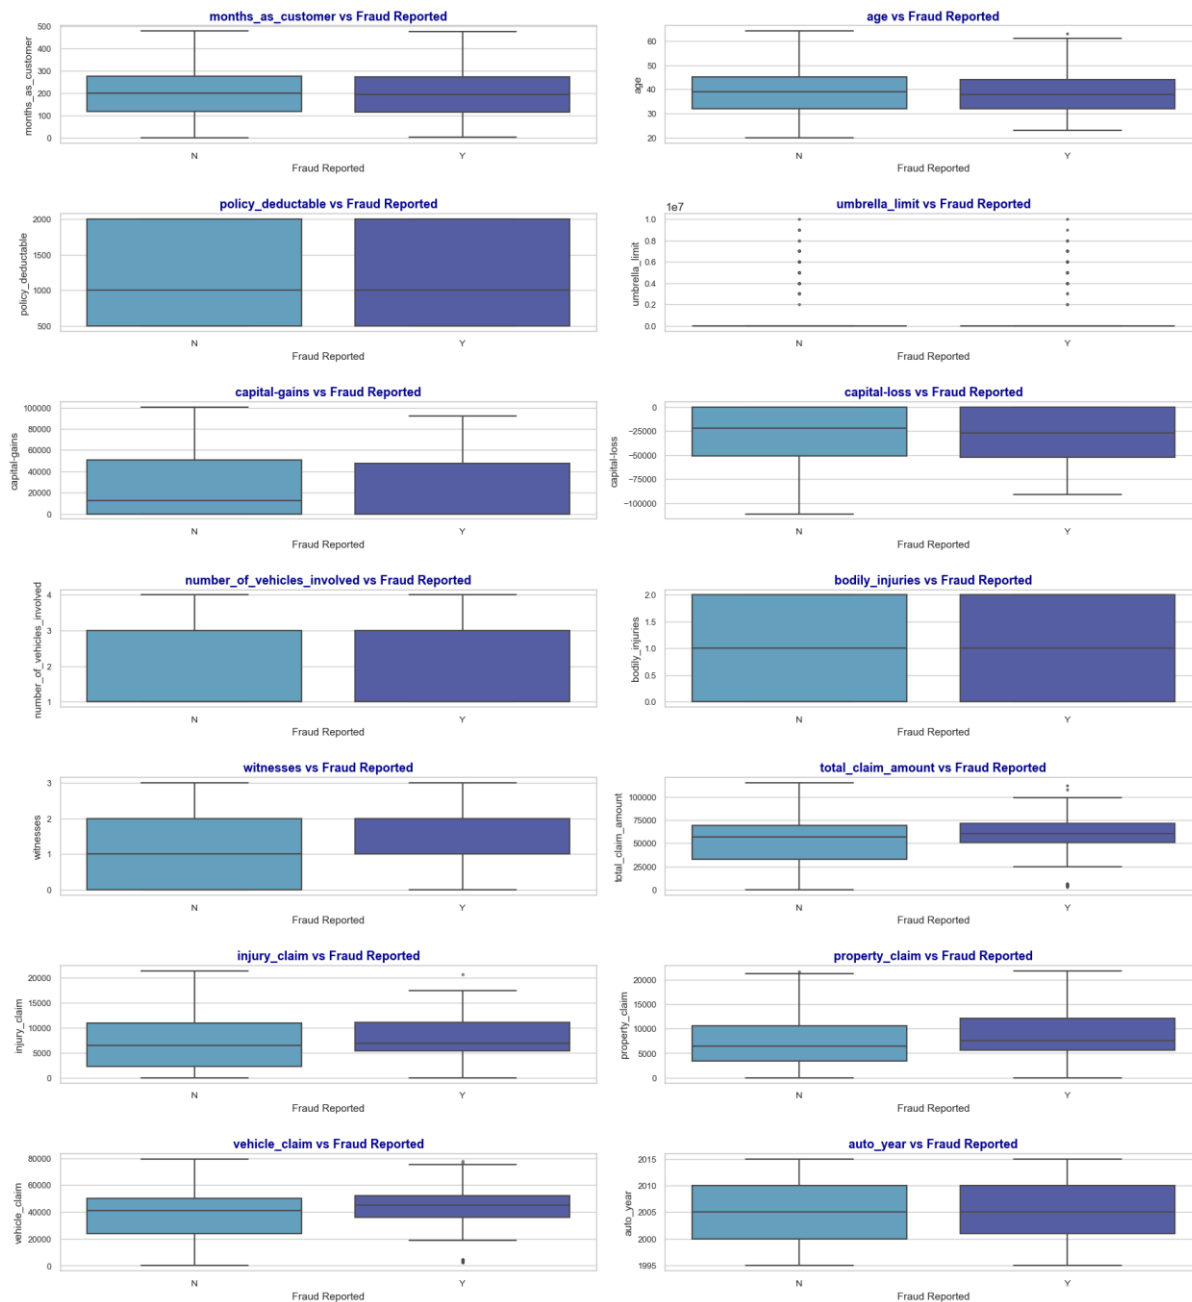 months_as_customer vs Fraud Reported
months_as_customer
500
400
300
200
100
0
N
Y
Fraud Reported
age vs Fraud Reported
age
60
50
40
30
20
N
Y
Fraud Reported
policy_deductable vs Fraud Reported
policy_deductable
2000
1500
1000
500
N
Y
Fraud Reported
umbrella_limit vs Fraud Reported
1e7
umbrella_limit
1.0
0.8
0.6
0.4
0.2
0.0
N
Y
Fraud Reported
capital-gains vs Fraud Reported
capital-gains
100000
80000
60000
40000
20000
0
N
Y
Fraud Reported
capital-loss vs Fraud Reported
capital-loss
0
−25000
−50000
−75000
−100000
N
Y
Fraud Reported
number_of_vehicles_involved vs Fraud Reported
number_of_vehicles_involved
4
3
2
1
N
Y
Fraud Reported
bodily_injuries vs Fraud Reported
bodily_injuries
2.0
1.5
1.0
0.5
0.0
N
Y
Fraud Reported
witnesses vs Fraud Reported
witnesses
3
2
1
0
N
Y
Fraud Reported
total_claim_amount vs Fraud Reported
total_claim_amount
100000
75000
50000
25000
0
N
Y
Fraud Reported
injury_claim vs Fraud Reported
injury_claim
20000
15000
10000
5000
0
N
Y
Fraud Reported
property_claim vs Fraud Reported
property_claim
20000
15000
10000
5000
0
N
Y
Fraud Reported
vehicle_claim vs Fraud Reported
vehicle_claim
80000
60000
40000
20000
0
N
Y
Fraud Reported
auto_year vs Fraud Reported
auto_year
2015
2010
2005
2000
1995
N
Y
Fraud Reported